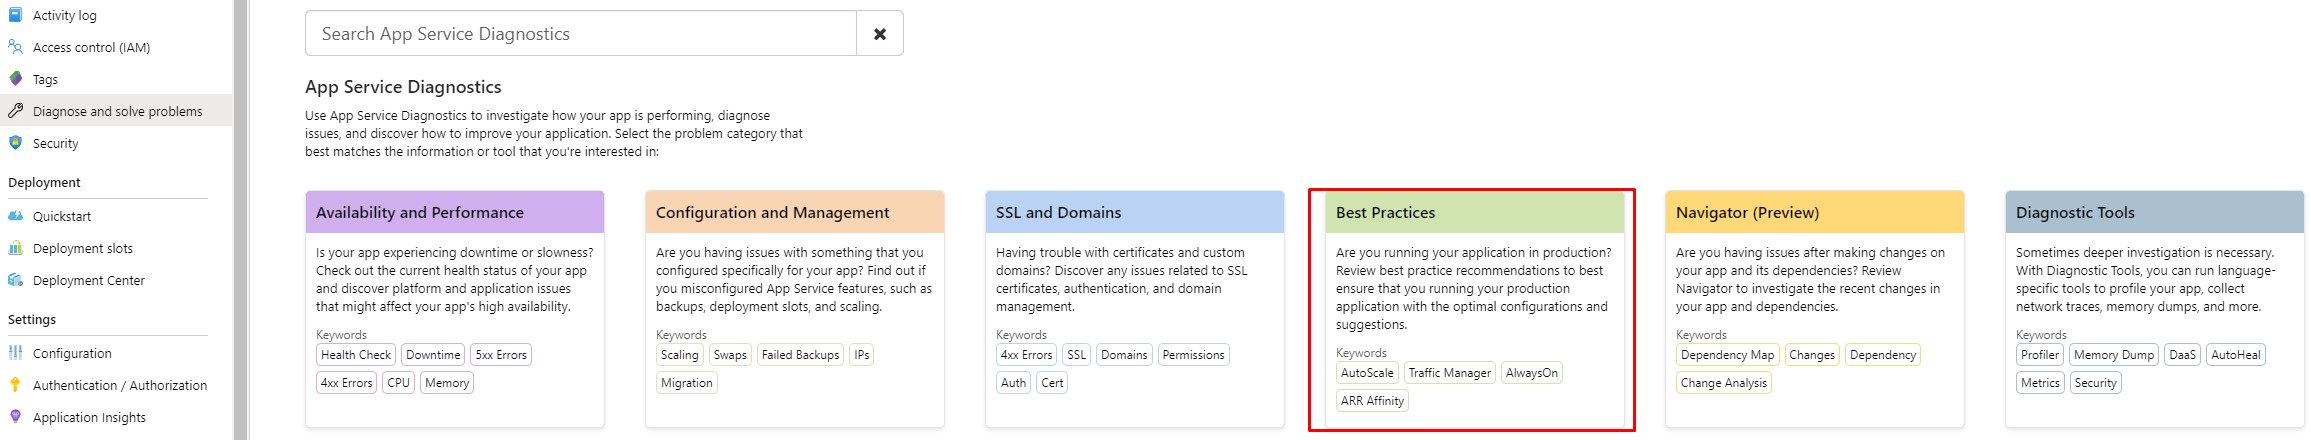 Activity log
Access control (IAM)
Tags
Diagnose and solve problems
Security
Deployment
Quickstart
Deployment slots
Deployment Center
Settings
Configuration
Authentication / Authorization
Application Insights
Search App Service Diagnostics
App Service Diagnostics
Use App Service Diagnostics to investigate how your app is performing, diagnose
issues, and discover how to improve your application. Select the problem category that
best matches the information or tool that you're interested in:
Availability and Performance
Is your app experiencing downtime or slowness?
Check out the current health status of your app
and discover platform and application issues
that might affect your app's high availability.
Keywords
Health Check Downtime 5xx Errors
4xx Errors CPU Memory
Configuration and Management
Are you having issues with something that you
configured specifically for your app? Find out if
you misconfigured App Service features, such as
backups, deployment slots, and scaling.
Keywords
Scaling Swaps Failed Backups IPs
Migration
SSL and Domains
Having trouble with certificates and custom
domains? Discover any issues related to SSL
certificates, authentication, and domain
management.
Keywords
4xx Errors SSL Domains Permissions
Auth Cert
Best Practices
Are you running your application in production?
Review best practice recommendations to best
ensure that you running your production
application with the optimal configurations and
suggestions.
Keywords
AutoScale Traffic Manager AlwaysOn
ARR Affinity
Navigator (Preview)
Are you having issues after making changes on
your app and its dependencies? Review
Navigator to investigate the recent changes in
your app and dependencies.
Keywords
Dependency Map Changes Dependency
Change Analysis
Diagnostic Tools
Sometimes deeper investigation is necessary.
With Diagnostic Tools, you can run language-
specific tools to profile your app, collect
network traces, memory dumps, and more.
Keywords
Profiler Memory Dump DaaS AutoHeal
Metrics Security